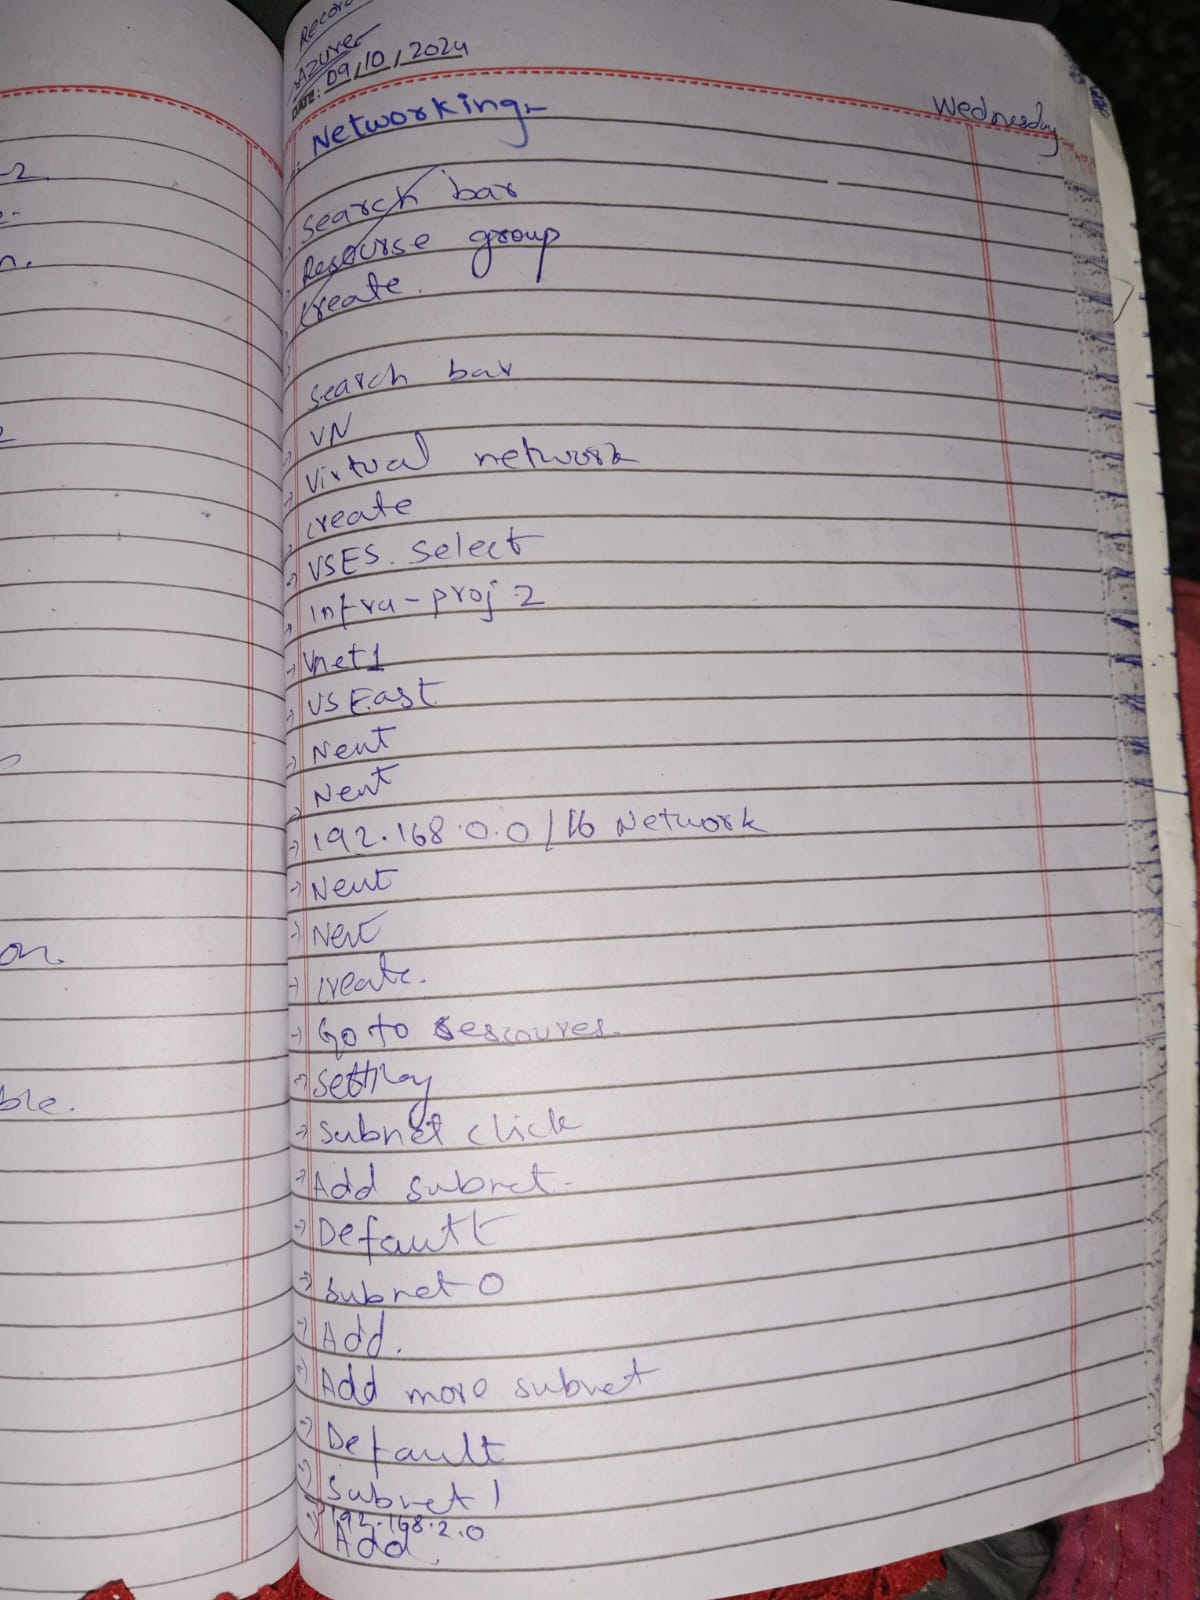 Record
Azure
DATE: 09/10/2024
Wednesday
Networking-
search bar
Resourse group
create.
search bar
VN
Virtual network
create
VSES. select
infra-proj 2
Vnet1
US East
Next
Next
192.168.0.0/16 Network
Next
Next
create.
Go to
setting
Subnet click
Add subnet-
Default
Subnet 0
Add.
Add more subnet
Default
Subnet 1
192.168.2.0
Add
on.
ble.